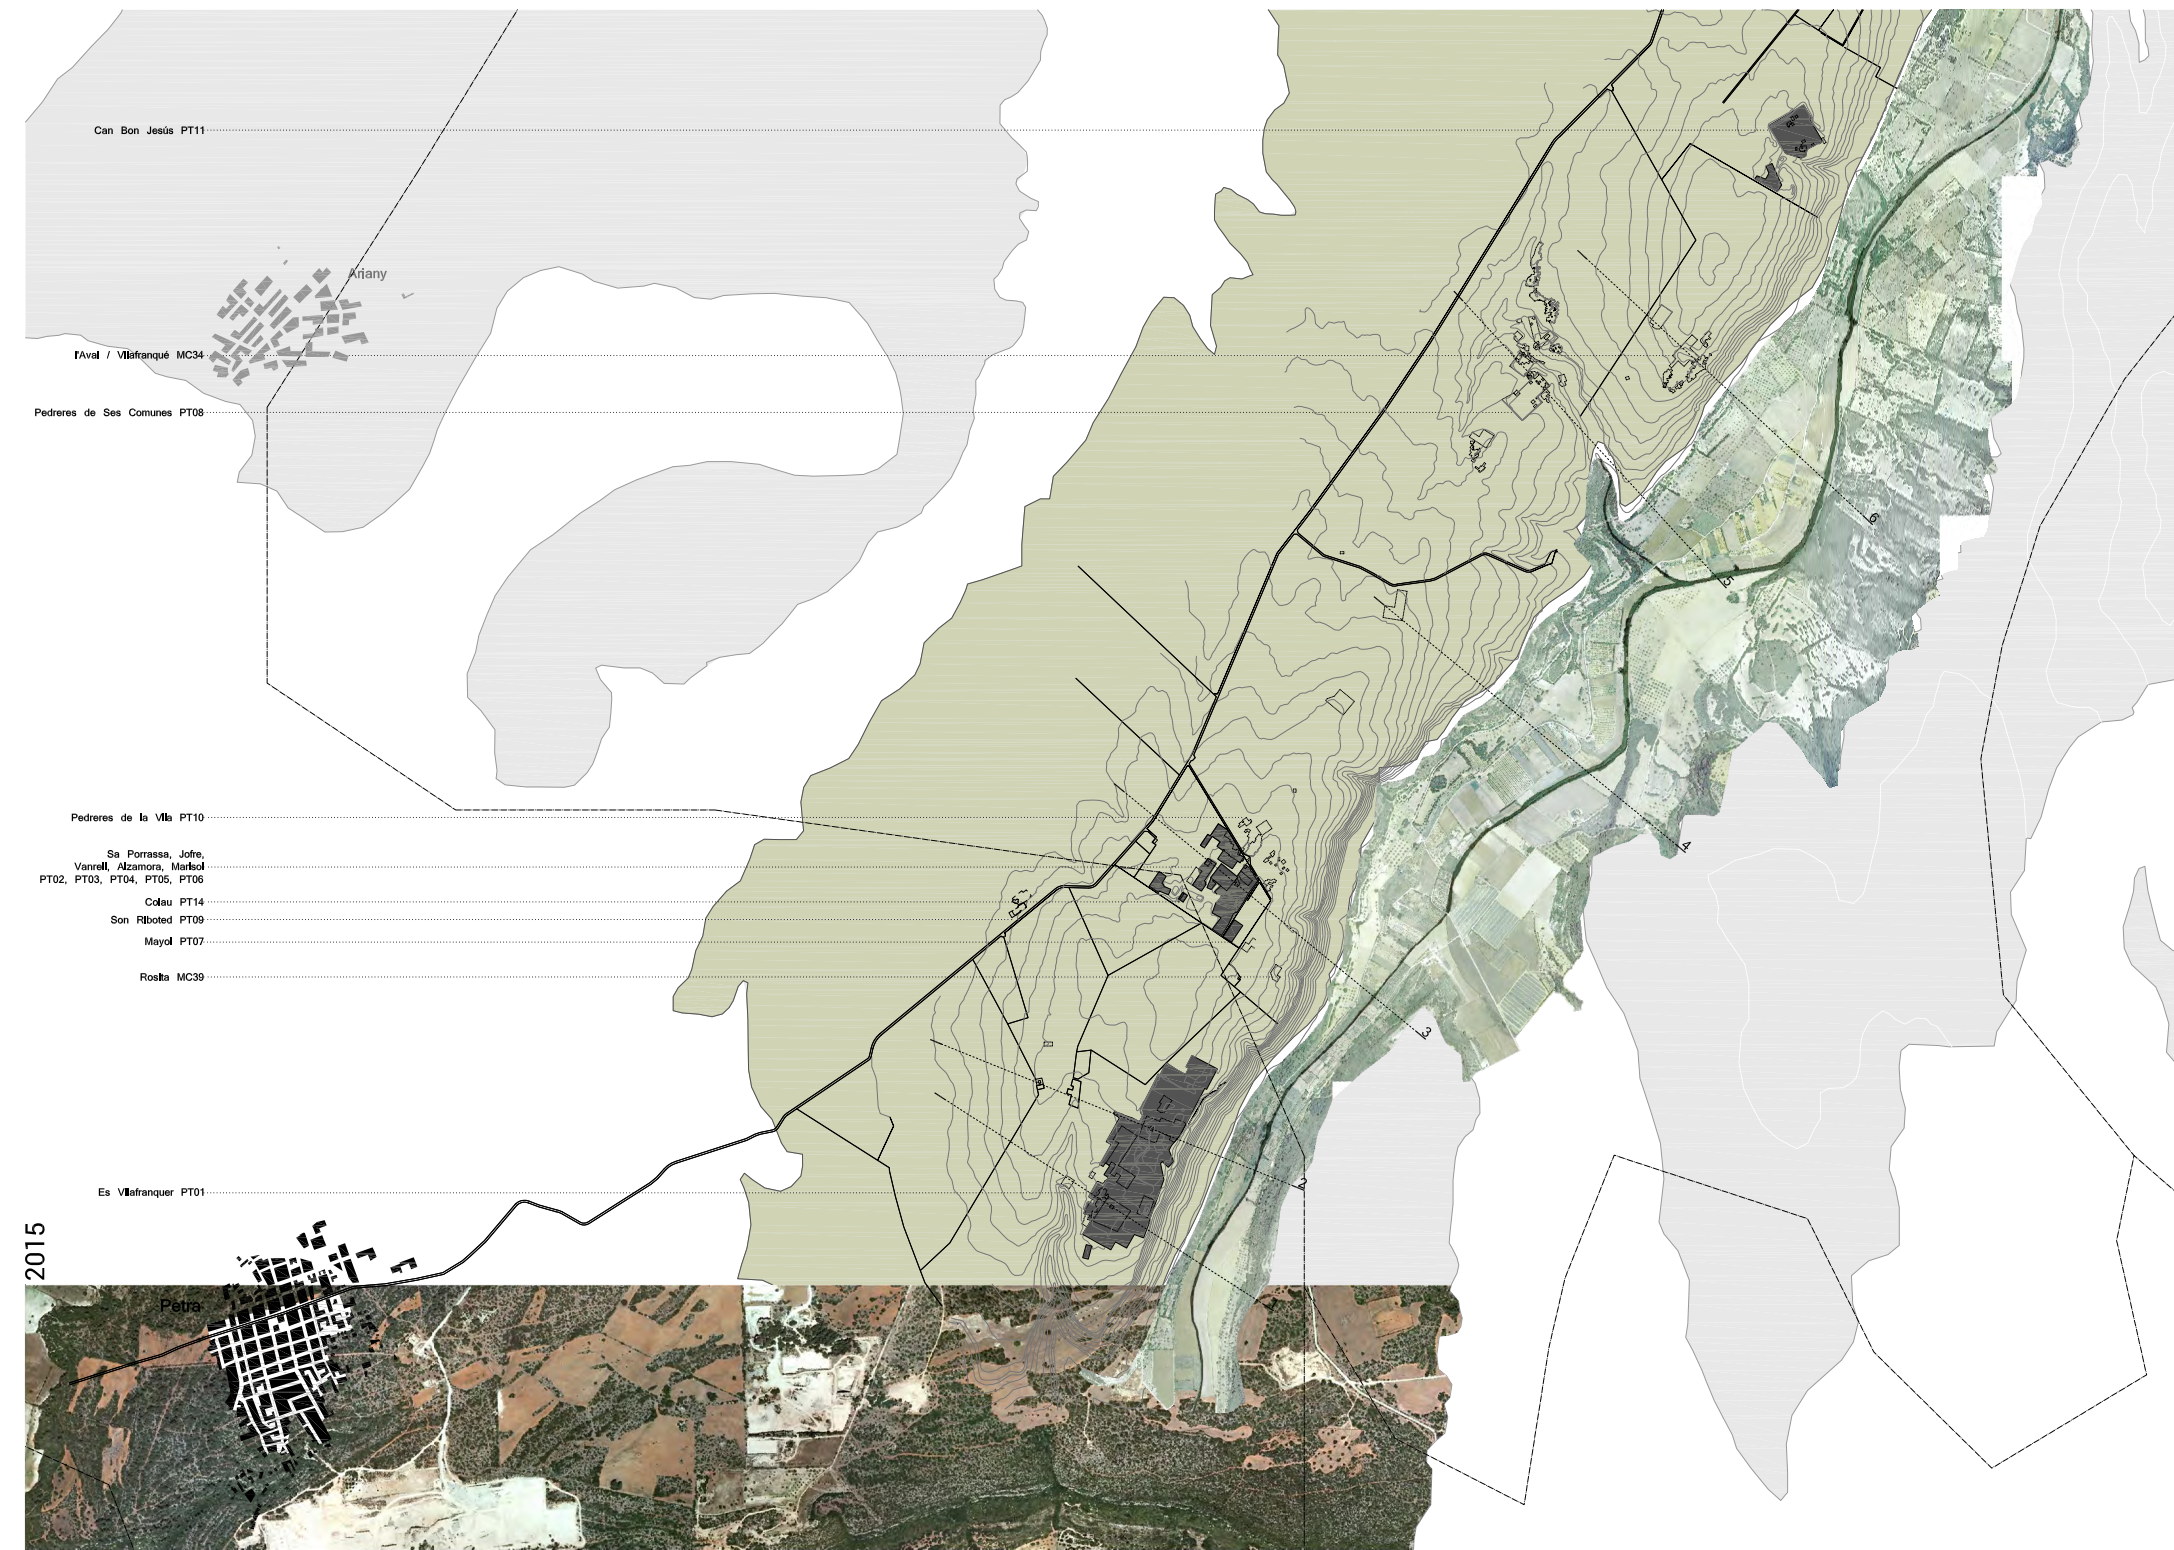 Can Bon Jesús PT11
Ariany
l'Aval / Vilafranqué MC34
Pedreres de Ses Comunes PT08
6
5
4
Pedreres de la Vila PT10
Sa Porrassa, Jofre,
Vanrell, Alzamora, Marisol
PT02, PT03, PT04, PT05, PT06
Colau PT14
Son Riboted PT09
Mayol PT07
Rosita MC39
3
2
Es Vilafranquer PT01
2015
Petra